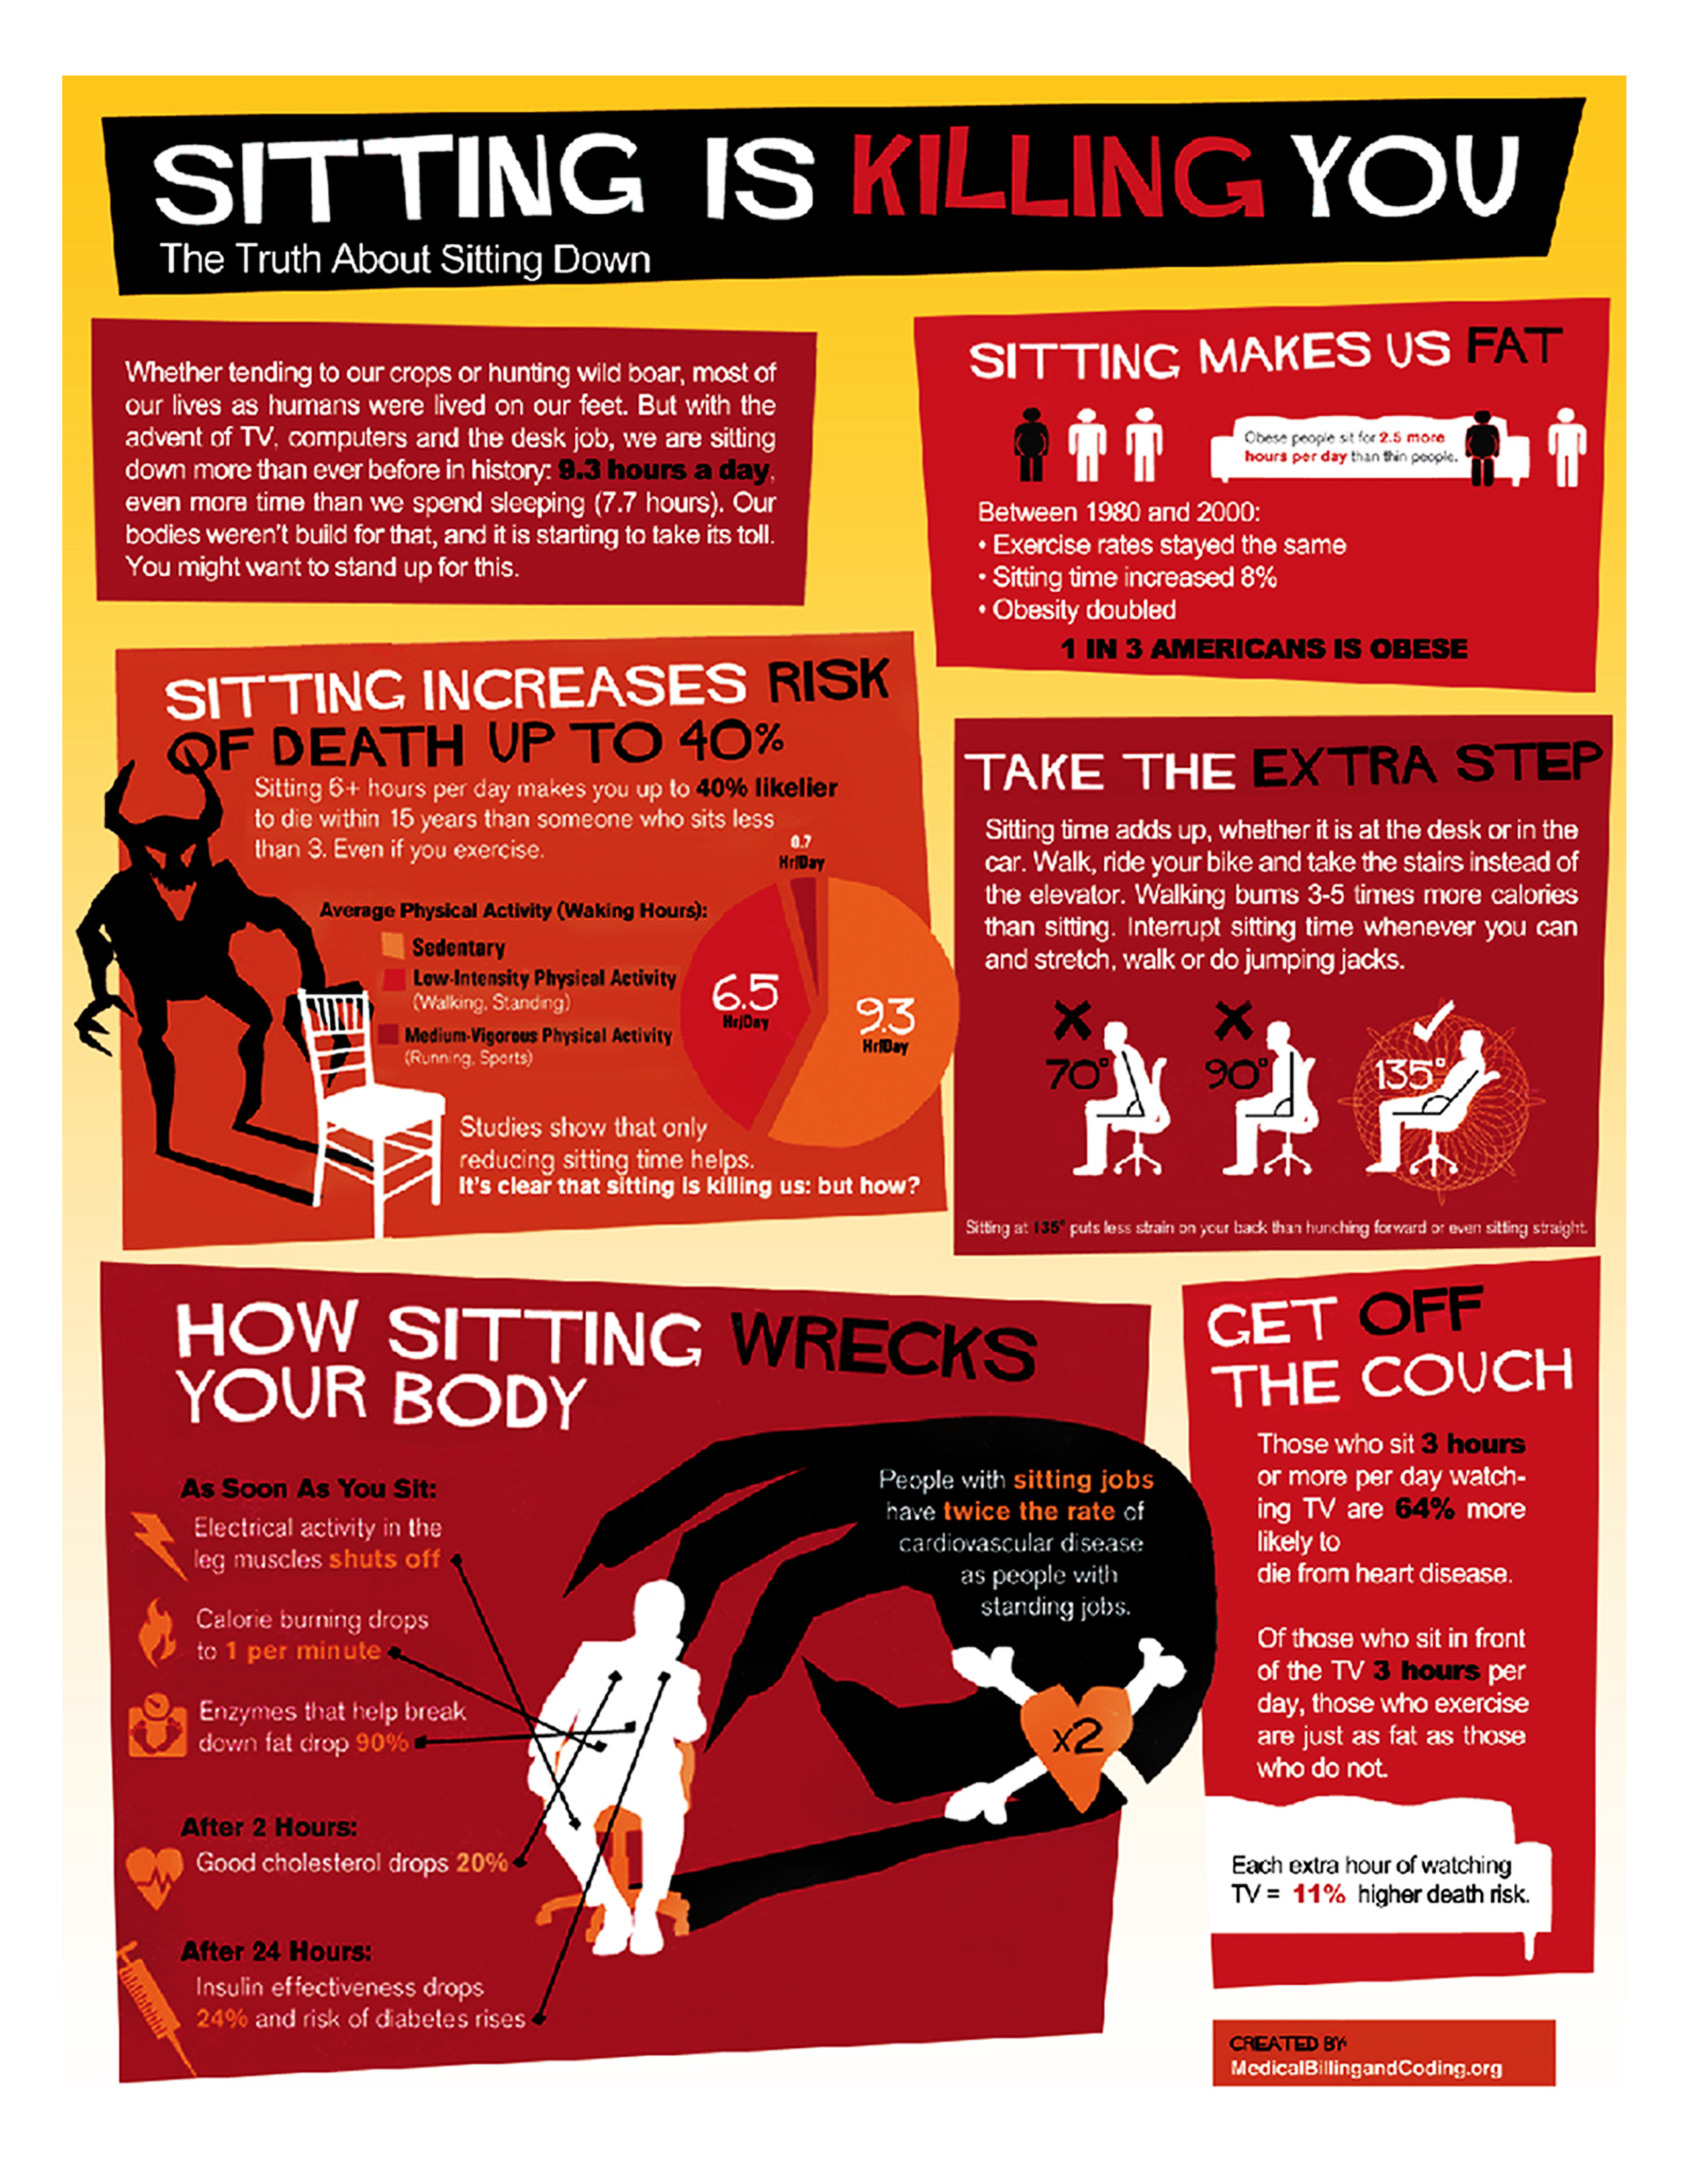 SITTING IS KILLING YOU
The Truth About Sitting Down
Whether tending to our crops or hunting wild boar, most of
our lives as humans were lived on our feet. But with the
advent of TV, computers and the desk job, we are sitting
down more than ever before in history: 9.3 hours a day,
even more time than we spend sleeping (7.7 hours). Our
bodies weren't build for that, and it is starting to take its toll.
You might want to stand up for this.
SITTING MAKES US FAT
Obese people sit for 2.5 more
hours per day than thin people.
Between 1980 and 2000:
• Exercise rates stayed the same
• Sitting time increased 8%
• Obesity doubled
1 IN 3 AMERICANS IS OBESE
SITTING INCREASES RISK
OF DEATH UP TO 40%
Sitting 6+ hours per day makes you up to 40% likelier
to die within 15 years than someone who sits less
than 3. Even if you exercise.
Average Physical Activity (Waking Hours):
Sedentary
Low-Intensity Physical Activity
(Walking, Standing)
Medium-Vigorous Physical Activity
(Running, Sports)
0.7
Hr/Day
6.5
Hr/Day
9.3
Hr/Day
Studies show that only
reducing sitting time helps.
It's clear that sitting is killing us: but how?
TAKE THE EXTRA STEP
Sitting time adds up, whether it is at the desk or in the
car. Walk, ride your bike and take the stairs instead of
the elevator. Walking burns 3-5 times more calories
than sitting. Interrupt sitting time whenever you can
and stretch, walk or do jumping jacks.
70°
90°
135°
Sitting at 135° puts less strain on your back than hunching forward or even sitting straight.
HOW SITTING WRECKS
YOUR BODY
As Soon As You Sit:
Electrical activity in the
leg muscles shuts off
Calorie burning drops
to 1 per minute
Enzymes that help break
down fat drop 90%
After 2 Hours:
Good cholesterol drops 20%
After 24 Hours:
Insulin effectiveness drops
24% and risk of diabetes rises
People with sitting jobs
have twice the rate of
cardiovascular disease
as people with
standing jobs.
x2
GET OFF
THE COUCH
Those who sit 3 hours
or more per day watch-
ing TV are 64% more
likely to
die from heart disease.
Of those who sit in front
of the TV 3 hours per
day, those who exercise
are just as fat as those
who do not.
Each extra hour of watching
TV = 11% higher death risk.
CREATED BY
MedicalBillingandCoding.org